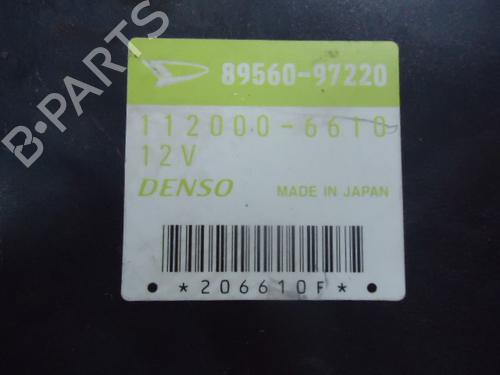 89560-97220
112000-6610
12V
DENSO MADE IN JAPAN
*206610F*
B-PARTS